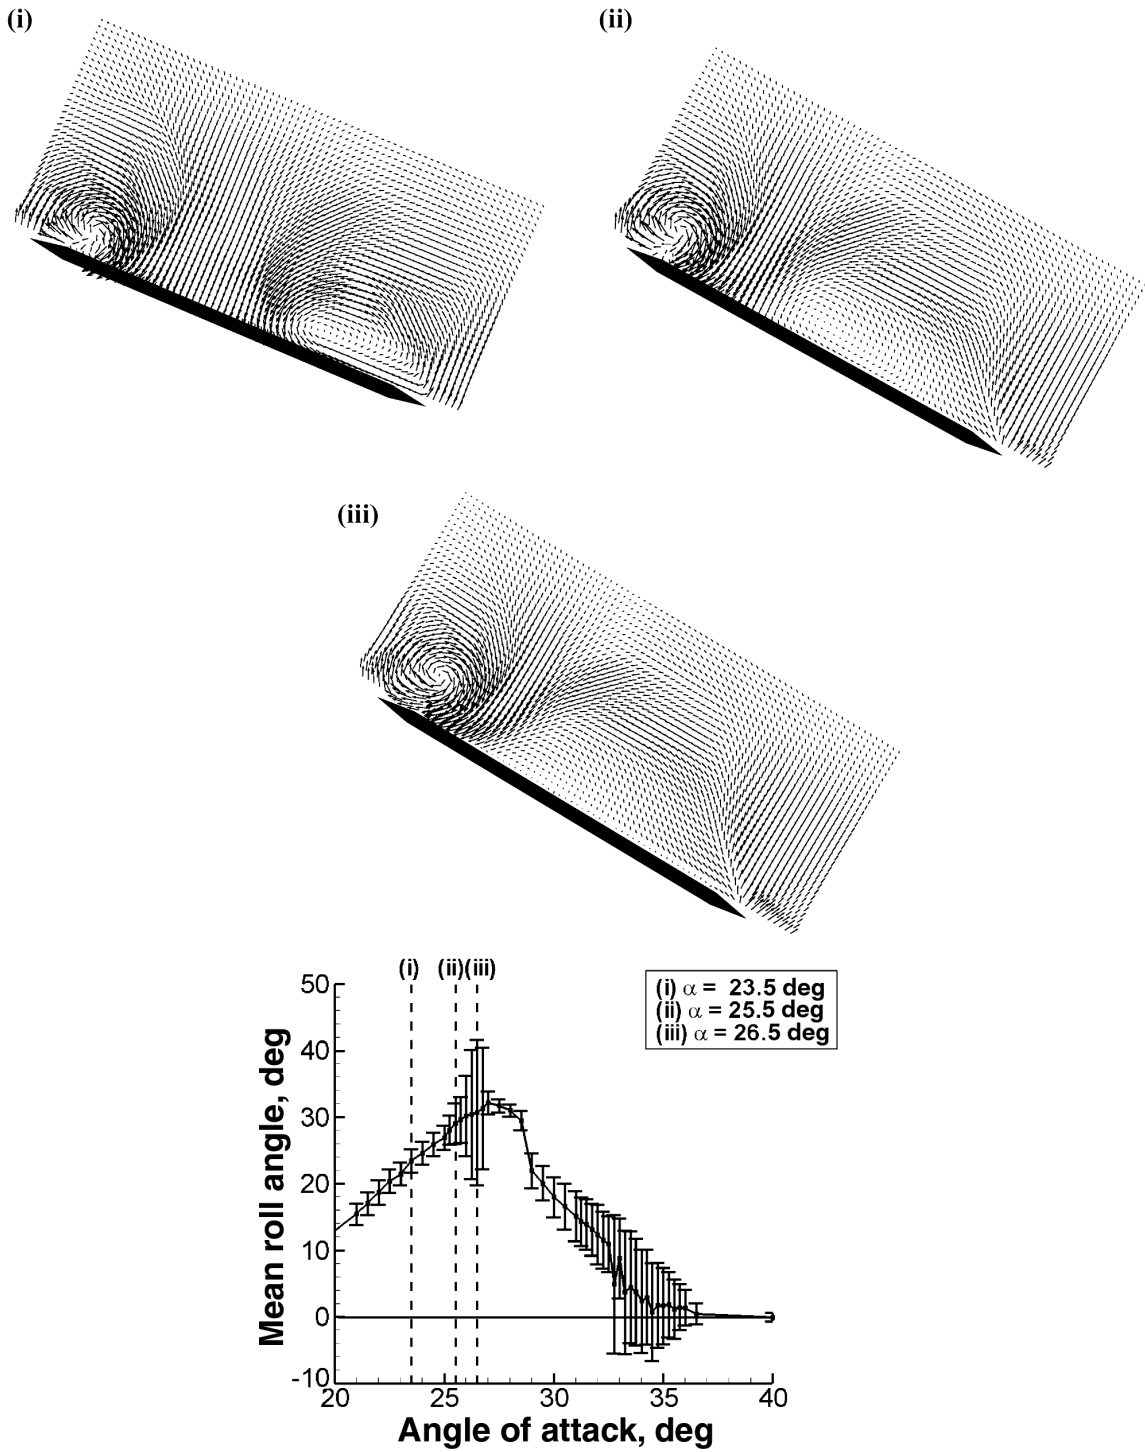 (i)
(ii)
(iii)
(i) (ii)(iii)
(i) α = 23.5 deg
(ii) α = 25.5 deg
(iii) α = 26.5 deg
50
40
30
20
10
0
-10
Mean roll angle, deg
20 25 30 35 40
Angle of attack, deg